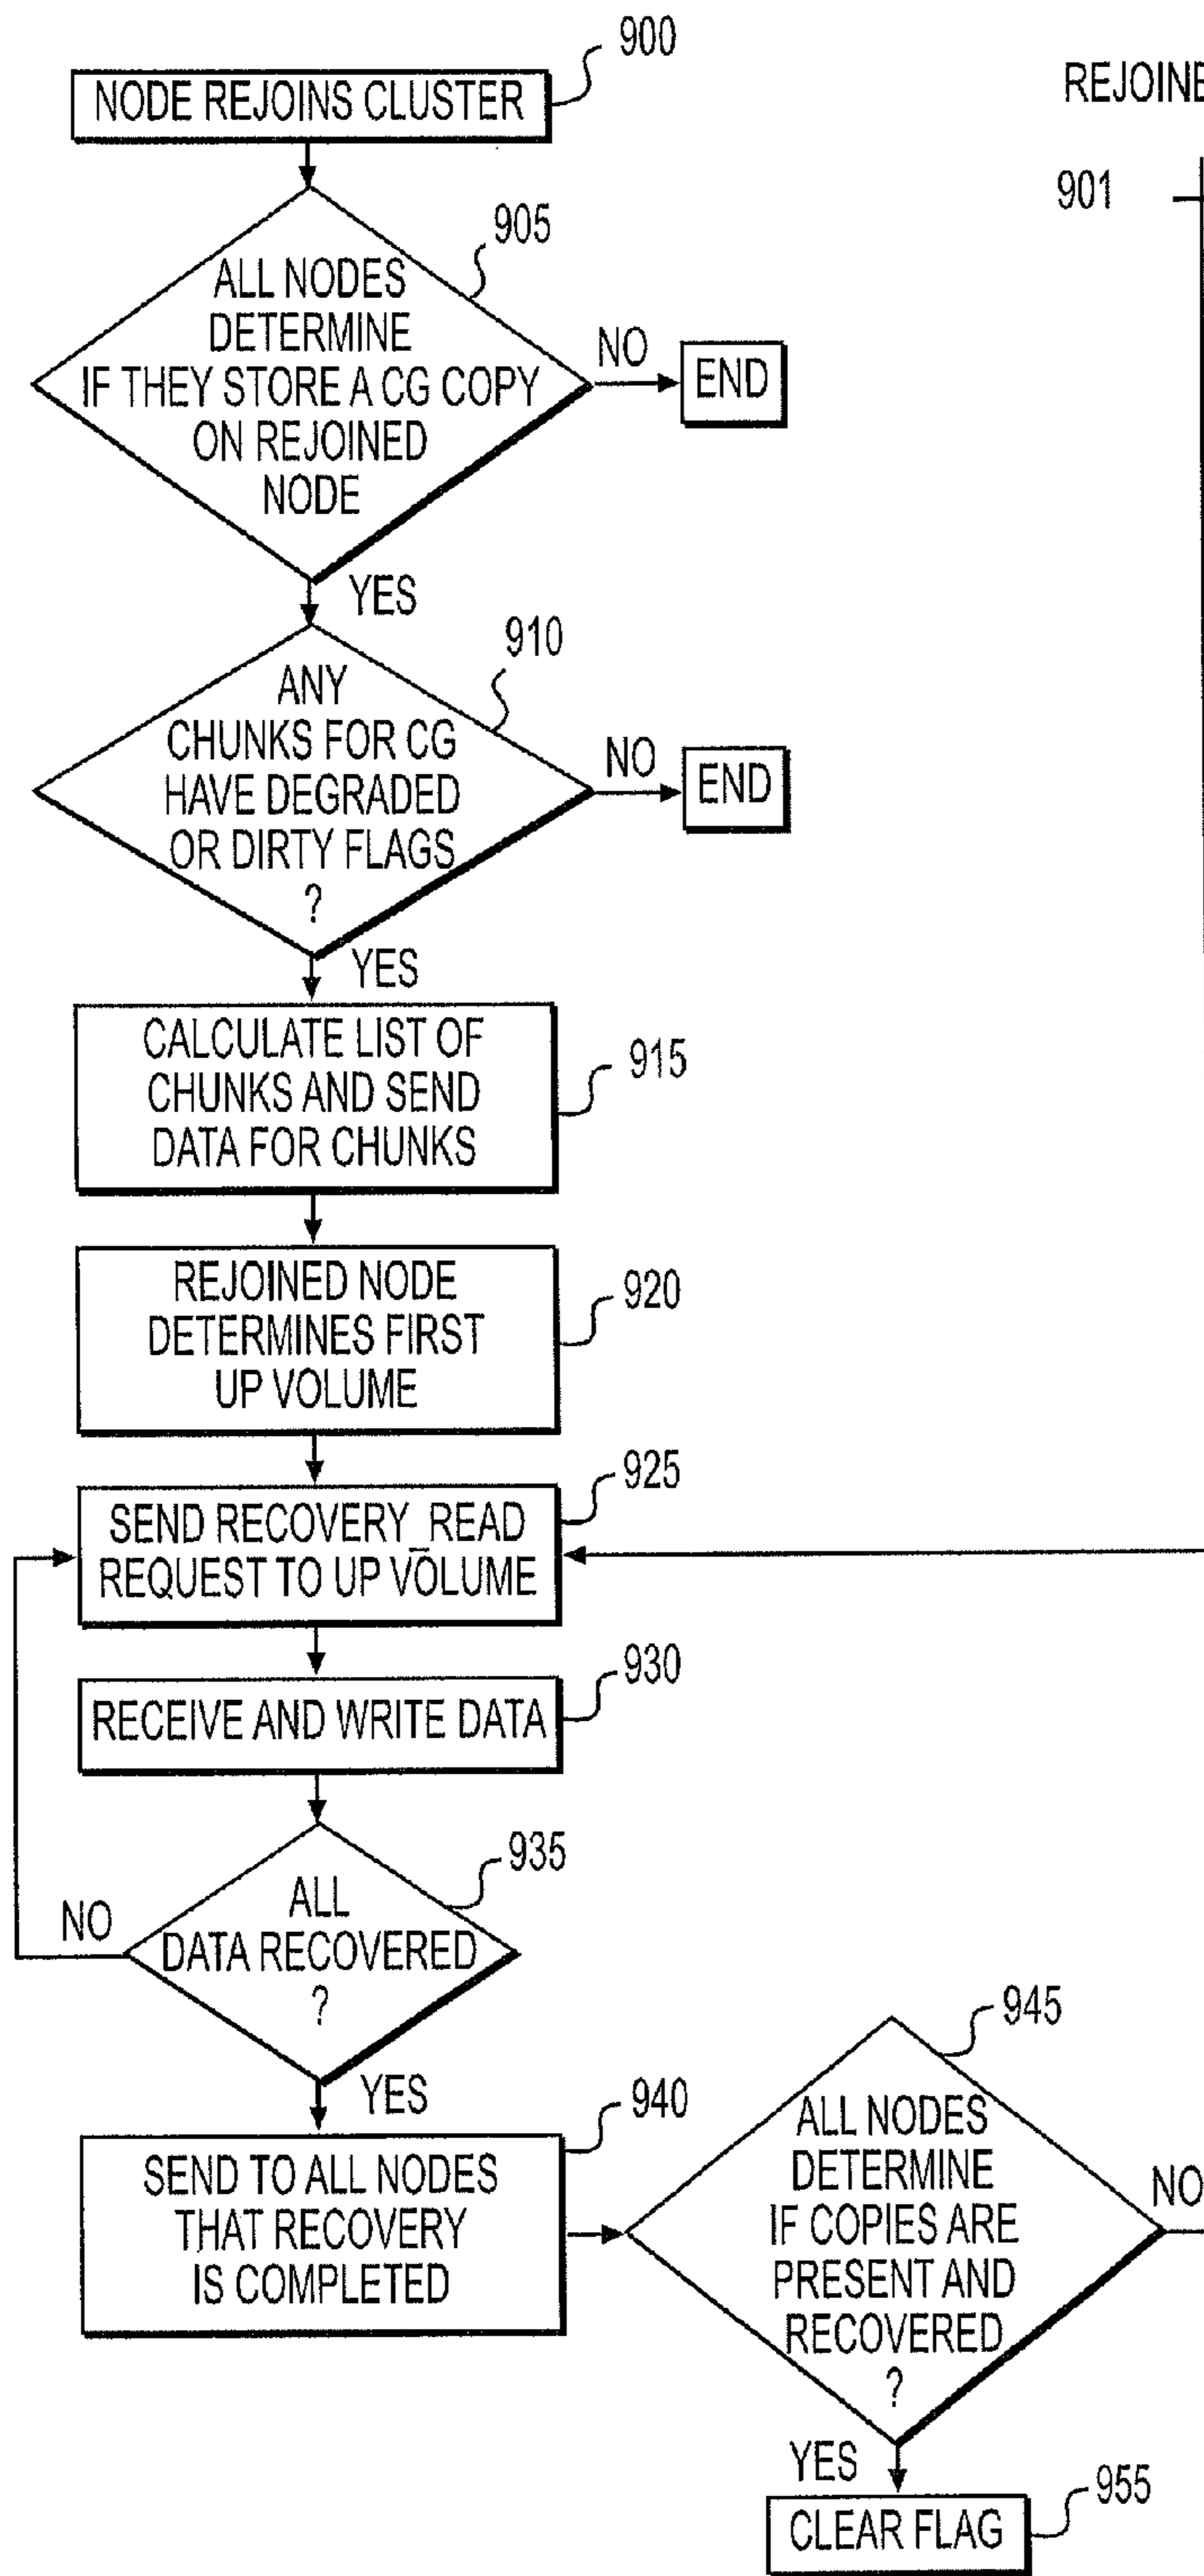 900
NODE REJOINS CLUSTER
REJOINE
901
905
ALL NODES
DETERMINE
IF THEY STORE A CG COPY
ON REJOINED
NODE
NO
END
YES
910
ANY
CHUNKS FOR CG
HAVE DEGRADED
OR DIRTY FLAGS
?
NO
END
YES
CALCULATE LIST OF
CHUNKS AND SEND
DATA FOR CHUNKS
915
REJOINED NODE
DETERMINES FIRST
UP VOLUME
920
925
SEND RECOVERY_READ
REQUEST TO UP VOLUME
930
RECEIVE AND WRITE DATA
935
ALL
DATA RECOVERED
?
NO
YES
940
SEND TO ALL NODES
THAT RECOVERY
IS COMPLETED
945
ALL NODES
DETERMINE
IF COPIES ARE
PRESENT AND
RECOVERED
?
NO
YES
955
CLEAR FLAG